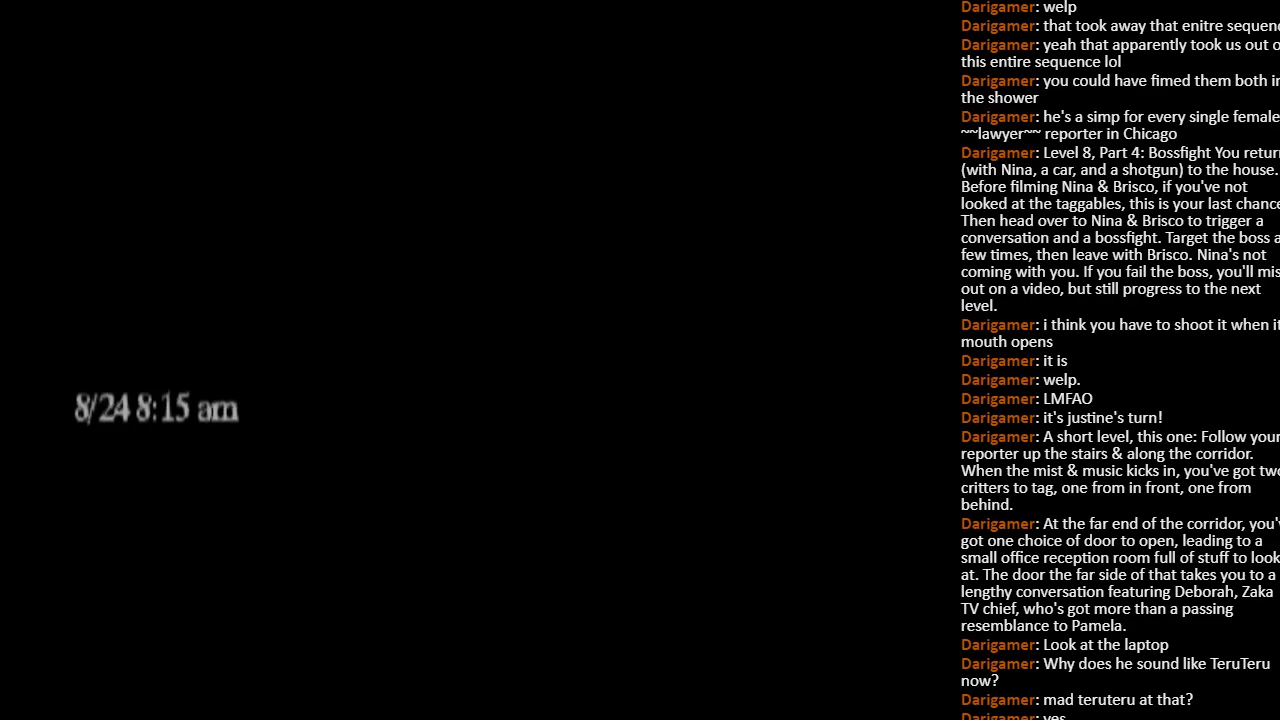 8/24 8:15 am
Darigamer: welp
Darigamer: that took away that enitre sequenc
Darigamer: yeah that apparently took us out o
this entire sequence lol
Darigamer: you could have fimed them both in
the shower
Darigamer: he's a simp for every single female
~~lawyer~~ reporter in Chicago
Darigamer: Level 8, Part 4: Bossfight You return
(with Nina, a car, and a shotgun) to the house.
Before filming Nina & Brisco, if you've not
looked at the taggables, this is your last chance
Then head over to Nina & Brisco to trigger a
conversation and a bossfight. Target the boss a
few times, then leave with Brisco. Nina's not
coming with you. If you fail the boss, you'll mis
out on a video, but still progress to the next
level.
Darigamer: i think you have to shoot it when it
mouth opens
Darigamer: it is
Darigamer: welp.
Darigamer: LMFAO
Darigamer: it's justine's turn!
Darigamer: A short level, this one: Follow your
reporter up the stairs & along the corridor.
When the mist & music kicks in, you've got two
critters to tag, one from in front, one from
behind.
Darigamer: At the far end of the corridor, you'v
got one choice of door to open, leading to a
small office reception room full of stuff to look
at. The door the far side of that takes you to a
lengthy conversation featuring Deborah, Zaka
TV chief, who's got more than a passing
resemblance to Pamela.
Darigamer: Look at the laptop
Darigamer: Why does he sound like TeruTeru
now?
Darigamer: mad teruteru at that?
Darigamer: yes